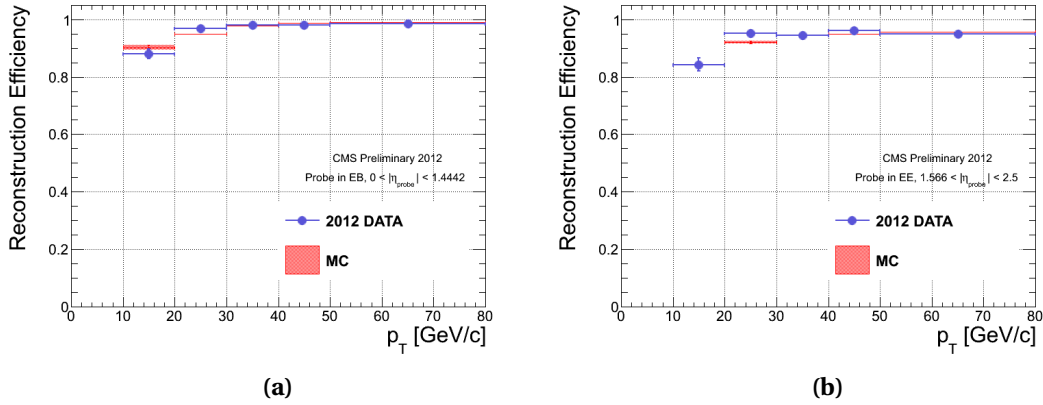 Reconstruction Efficiency
1
0.8
0.6
0.4
0.2
0
CMS Preliminary 2012
Probe in EB, 0 < |η_probe| < 1.4442
2012 DATA
MC
0 10 20 30 40 50 60 70 80
p_T [GeV/c]
(a)
Reconstruction Efficiency
1
0.8
0.6
0.4
0.2
0
CMS Preliminary 2012
Probe in EE, 1.566 < |η_probe| < 2.5
2012 DATA
MC
0 10 20 30 40 50 60 70 80
p_T [GeV/c]
(b)